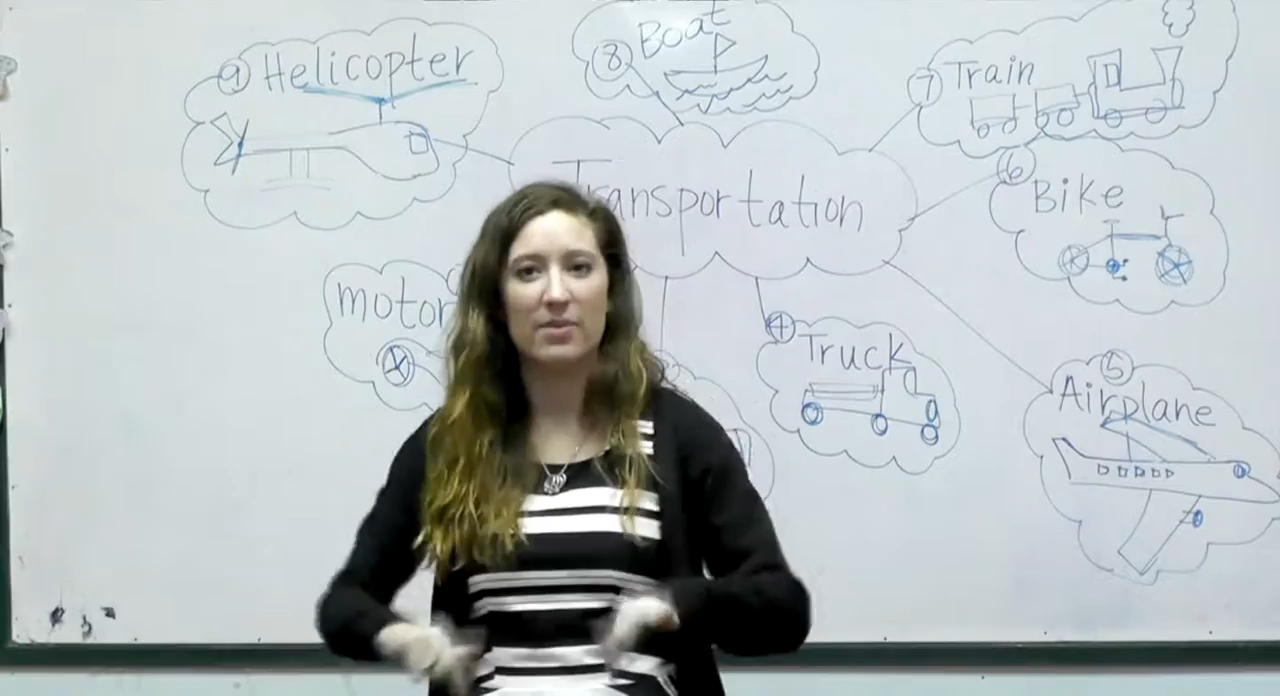 9 Helicopter
8 Boat
7 Train
Transportation
6 Bike
motor
4 Truck
5 Airplane